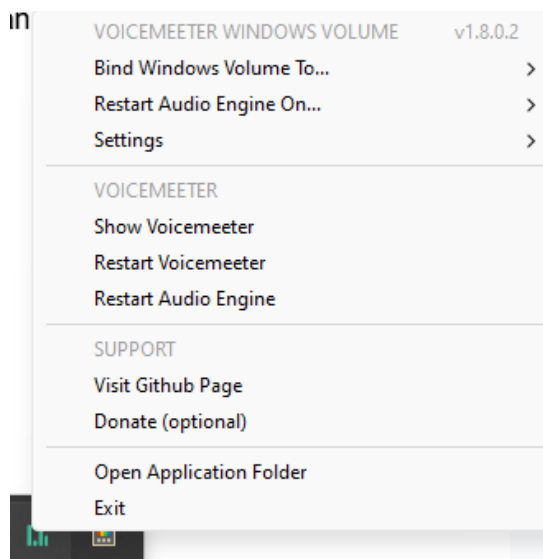 an
VOICEMEETER WINDOWS VOLUME v1.8.0.2
Bind Windows Volume To...
Restart Audio Engine On...
Settings
VOICEMEETER
Show Voicemeeter
Restart Voicemeeter
Restart Audio Engine
SUPPORT
Visit Github Page
Donate (optional)
Open Application Folder
Exit